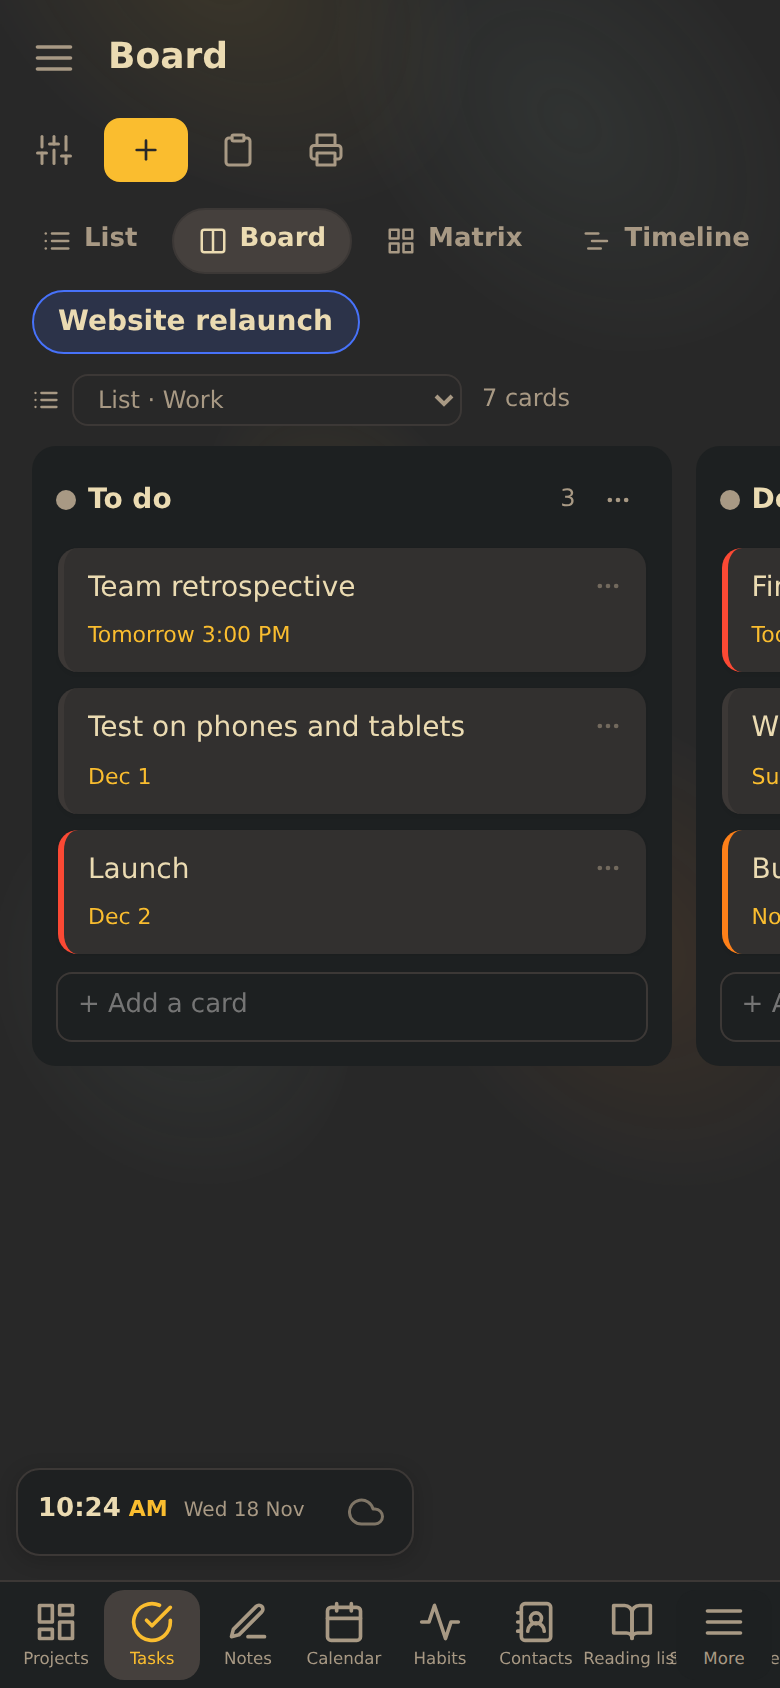 Board
List
Board
Matrix
Timeline
Website relaunch
List · Work
7 cards
To do
3
Team retrospective
Tomorrow 3:00 PM
Test on phones and tablets
Dec 1
Launch
Dec 2
+ Add a card
10:24 AM Wed 18 Nov
Projects
Tasks
Notes
Calendar
Habits
Contacts
Reading lis
More